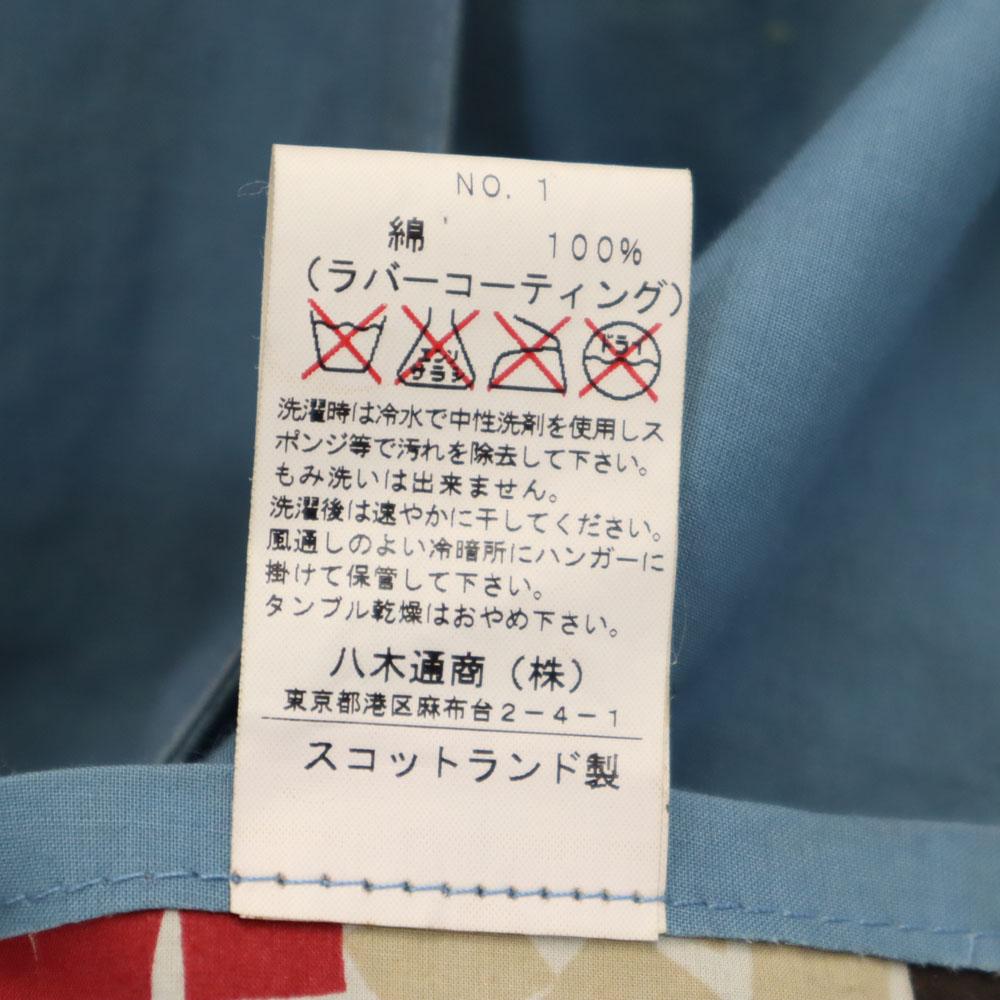 NO. 1
綿 100%
（ラバーコーティング）
エンソ
サラシ
ドライ
洗濯時は冷水で中性洗剤を使用しス
ポンジ等で汚れを除去して下さい。
もみ洗いは出来ません。
洗濯後は速やかに干してください。
風通しのよい冷暗所にハンガーに
掛けて保管して下さい。
タンブル乾燥はおやめ下さい。
八木通商（株）
東京都港区麻布台2－4－1
スコットランド製